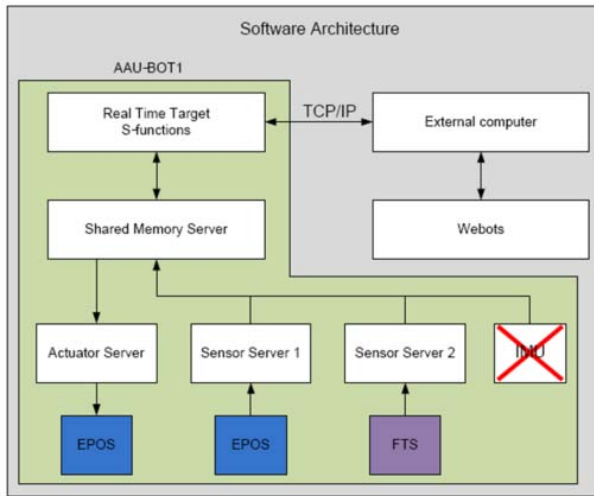 Software Architecture
AAU-BOT1
Real Time Target
S-functions
TCP/IP
External computer
Shared Memory Server
Webots
Actuator Server
Sensor Server 1
Sensor Server 2
IMU
EPOS
EPOS
FTS